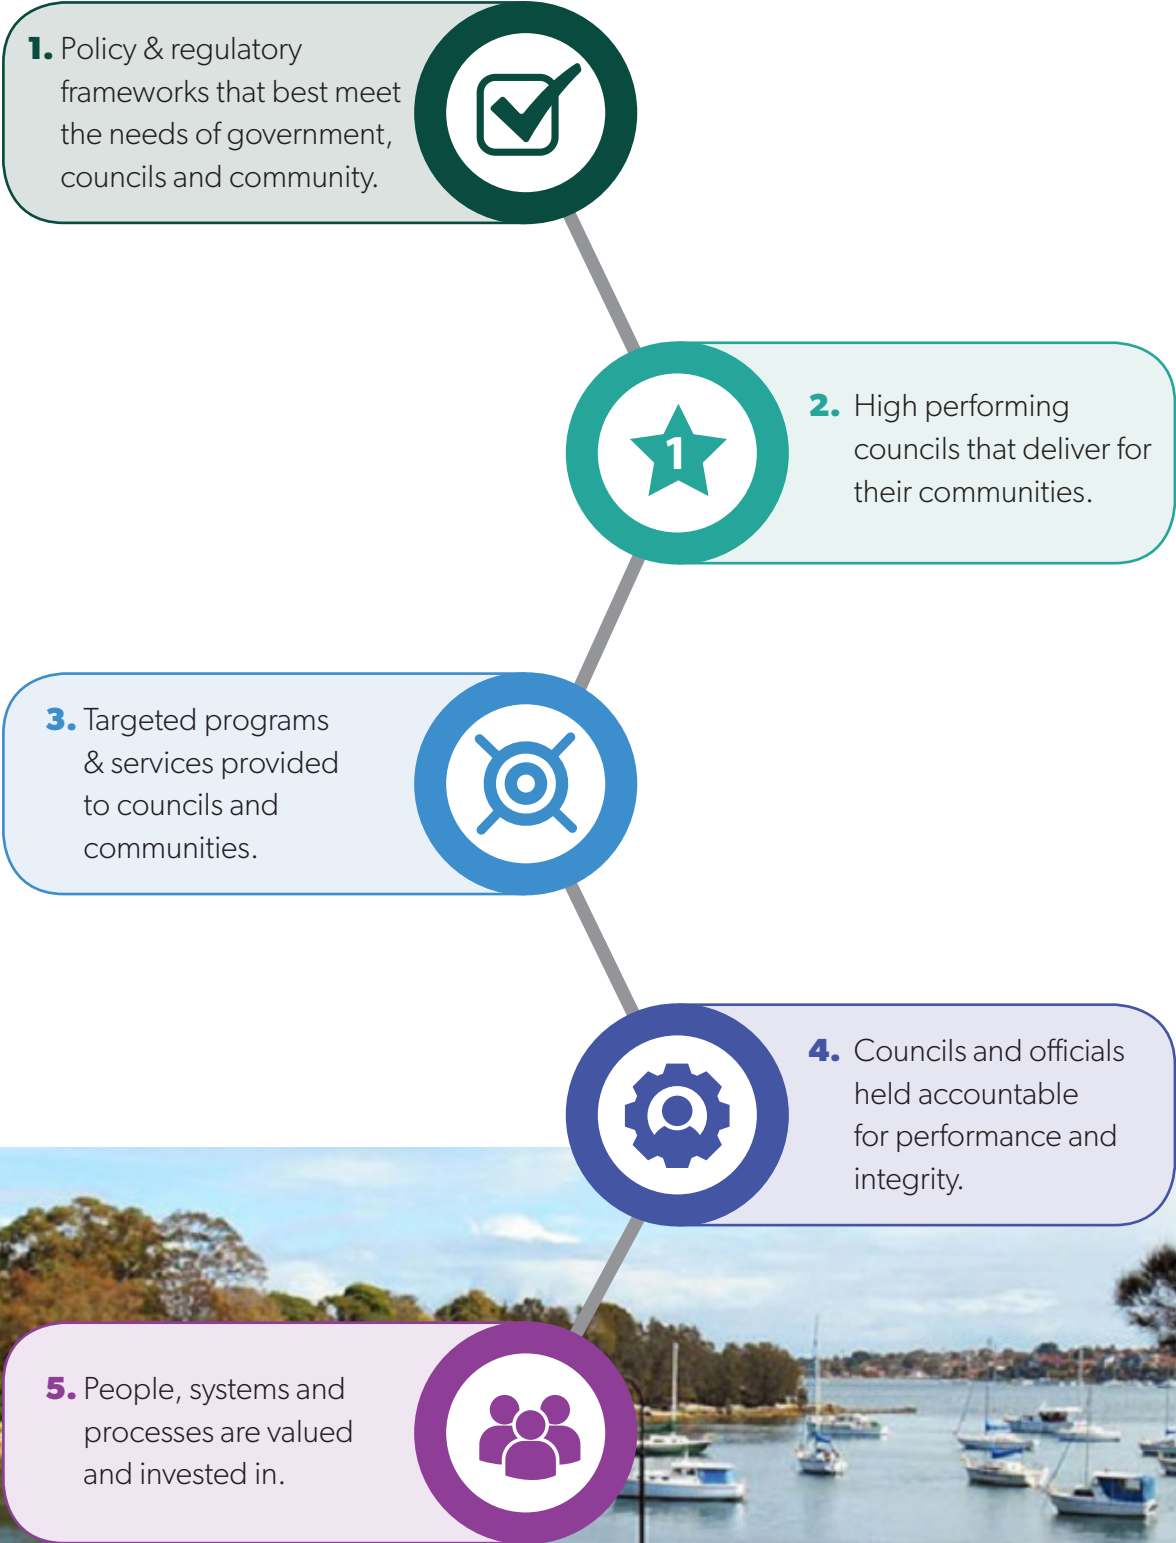 1. Policy & regulatory
frameworks that best meet
the needs of government,
councils and community.
1
2. High performing
councils that deliver for
their communities.
3. Targeted programs
& services provided
to councils and
communities.
4. Councils and officials
held accountable
for performance and
integrity.
5. People, systems and
processes are valued
and invested in.